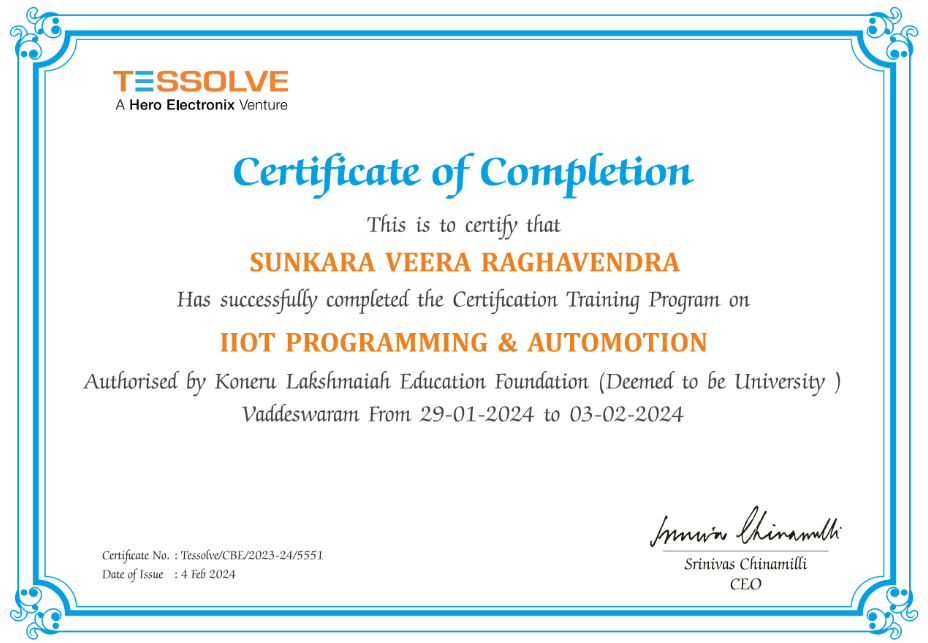 TESSOLVE
A Hero Electronix Venture
Certificate of Completion
This is to certify that
SUNKARA VEERA RAGHAVENDRA
Has successfully completed the Certification Training Program on
IIOT PROGRAMMING & AUTOMOTION
Authorised by Koneru Lakshmaiah Education Foundation (Deemed to be University )
Vaddeswaram From 29-01-2024 to 03-02-2024
Srinivas Chinamilli
Certificate No. : Tessolve/CBE/2023-24/5551
Date of Issue : 4 Feb 2024
Srinivas Chinamilli
CEO